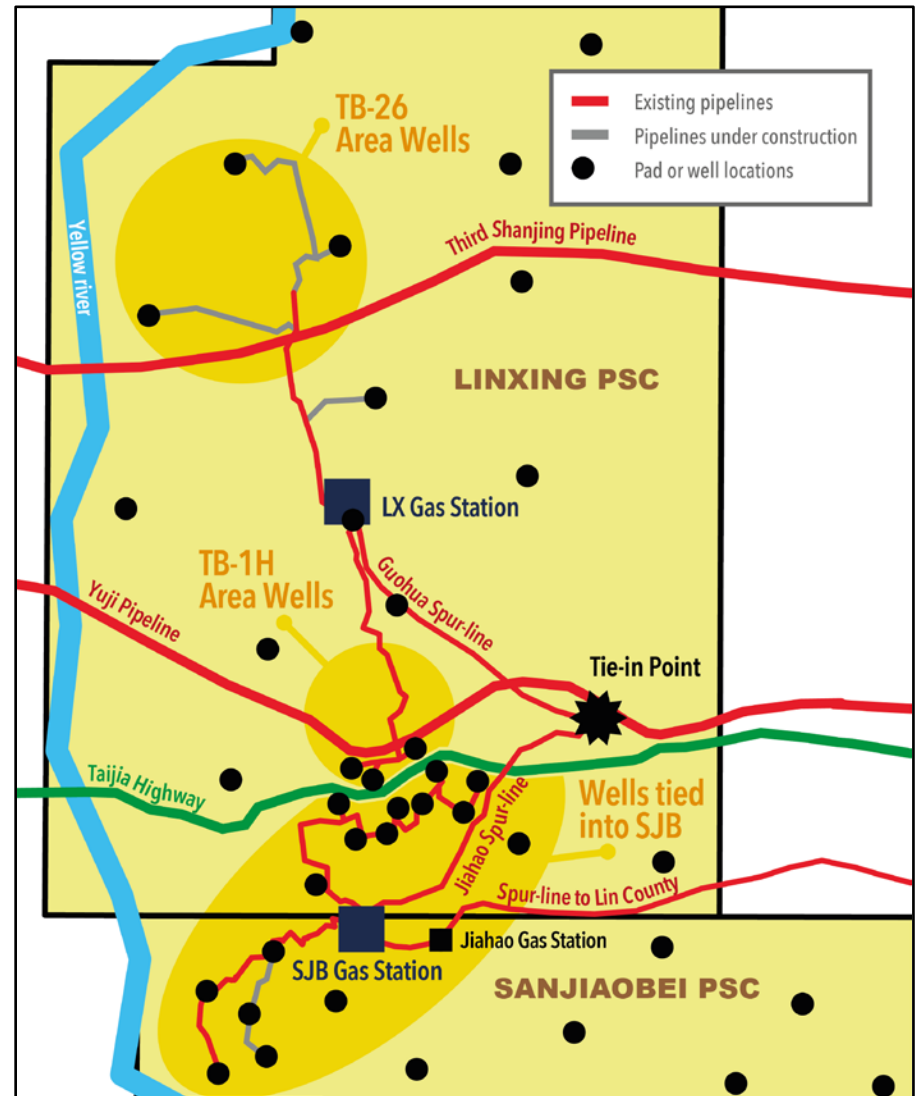 TB-26
Area Wells
Existing pipelines
Pipelines under construction
Pad or well locations
Yellow river
Third Shanjing Pipeline
LINXING PSC
LX Gas Station
TB-1H
Area Wells
Guohua Spur-line
Yuji Pipeline
Tie-in Point
Taijia Highway
Wells tied
into SJB
Jiahao Spur-line
Spur-line to Lin County
Jiahao Gas Station
SJB Gas Station
SANJIAOBEI PSC